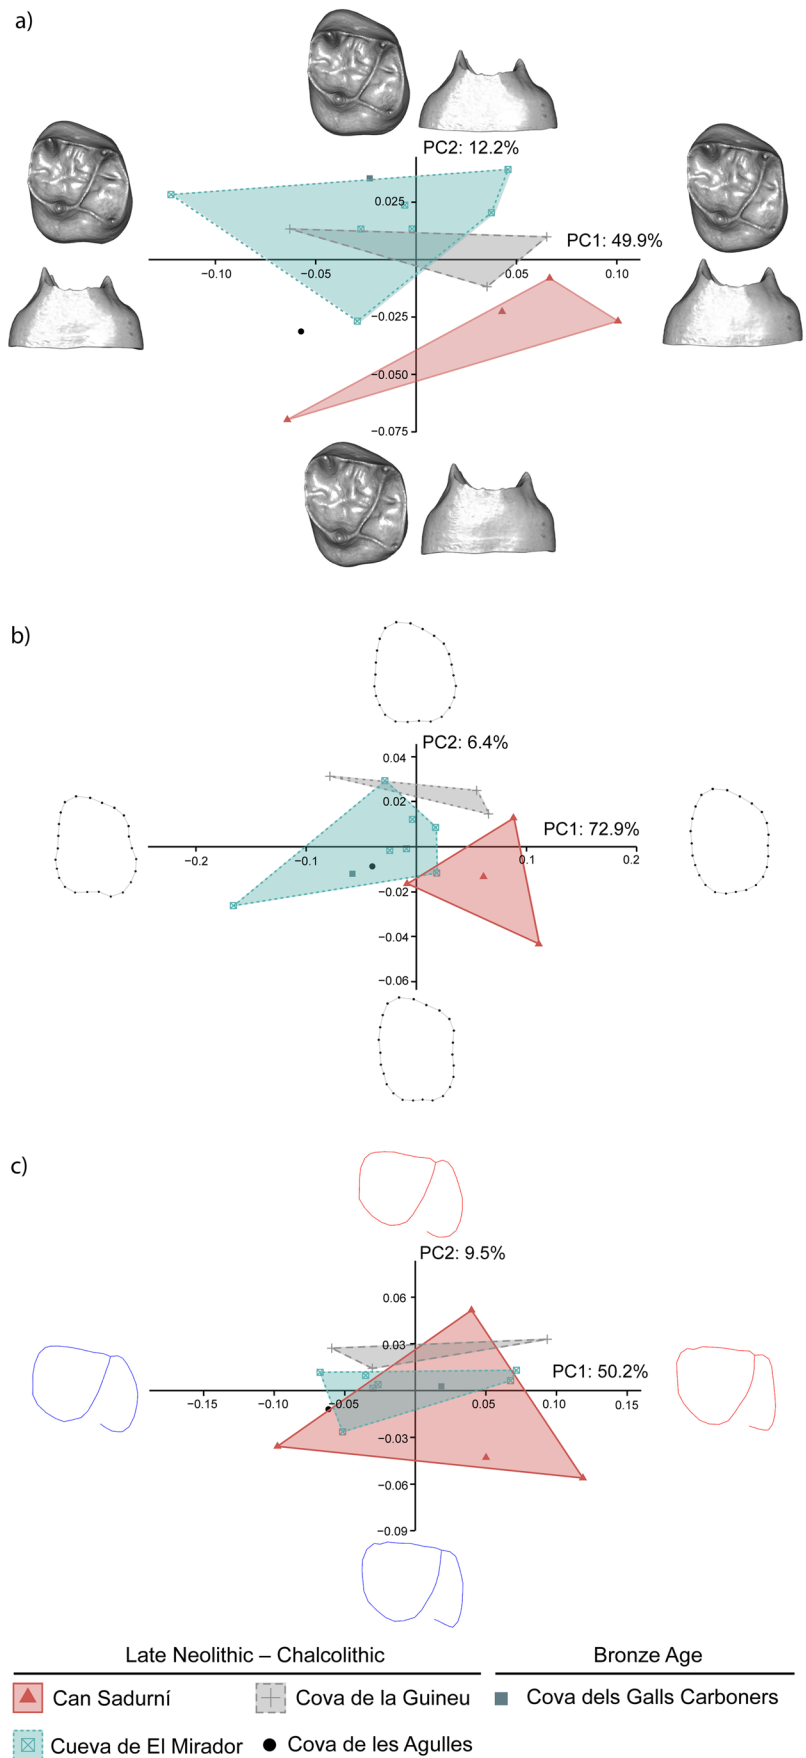 a)
PC2: 12.2%
0.025
PC1: 49.9%
−0.10
−0.05
0.05
0.10
−0.025
−0.050
−0.075
b)
PC2: 6.4%
0.04
0.02
PC1: 72.9%
−0.2
−0.1
0.1
0.2
−0.02
−0.04
−0.06
c)
PC2: 9.5%
0.06
0.03
PC1: 50.2%
−0.15
−0.10
−0.05
0.05
0.10
0.15
−0.03
−0.06
−0.09
Late Neolithic – Chalcolithic
Bronze Age
Can Sadurní
Cova de la Guineu
Cova dels Galls Carboners
Cueva de El Mirador
Cova de les Agulles